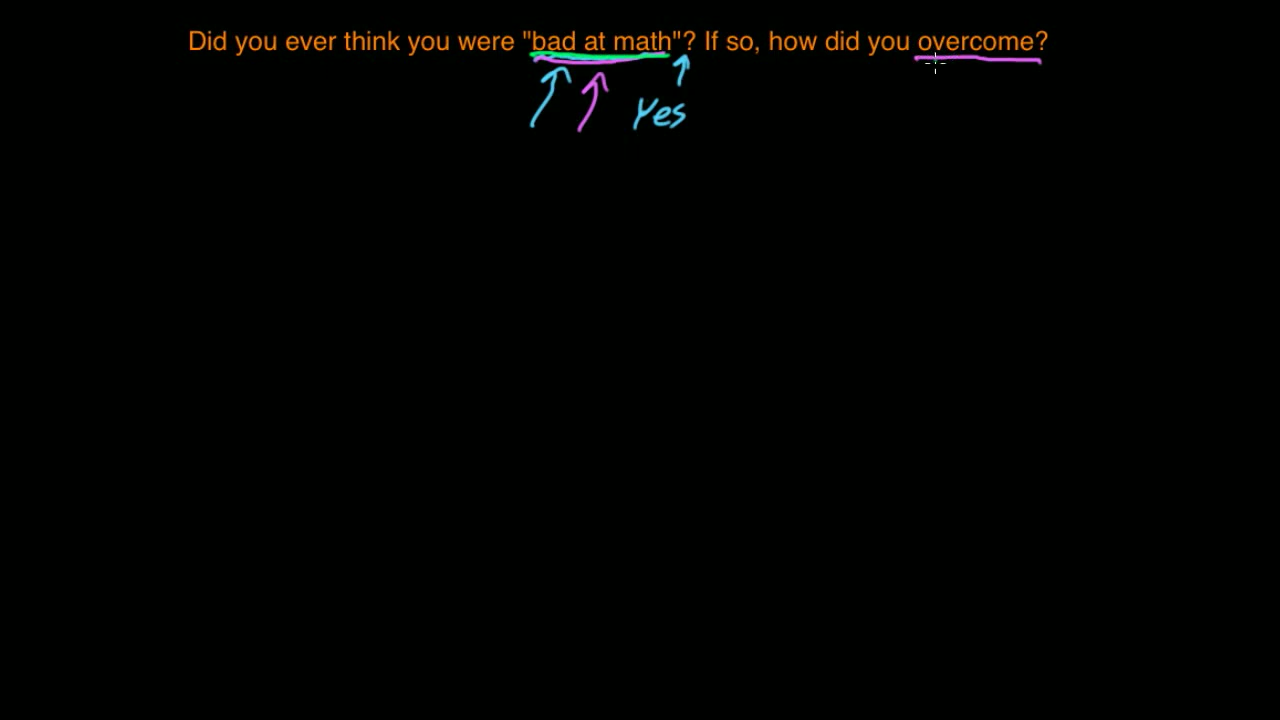 Did you ever think you were "bad at math"? If so, how did you overcome?
Yes